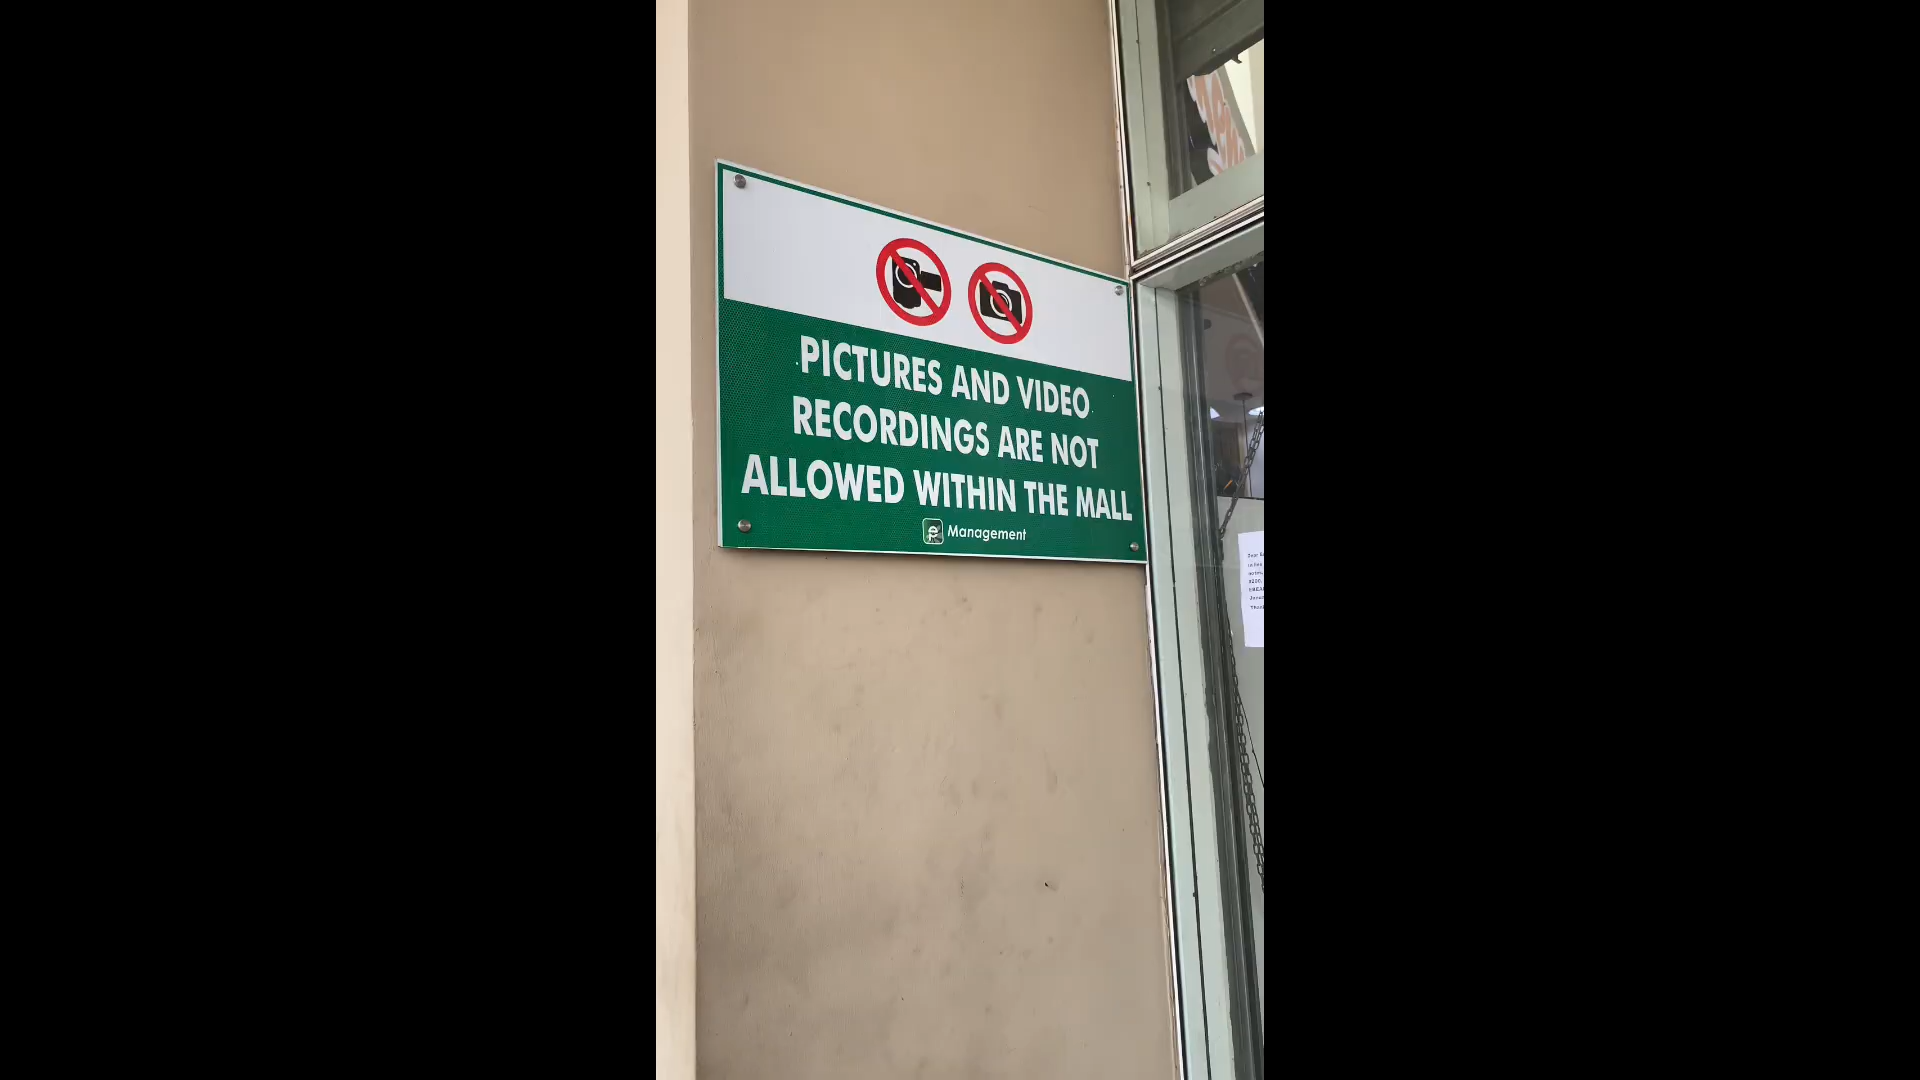 PICTURES AND VIDEO
RECORDINGS ARE NOT
ALLOWED WITHIN THE MALL
Management